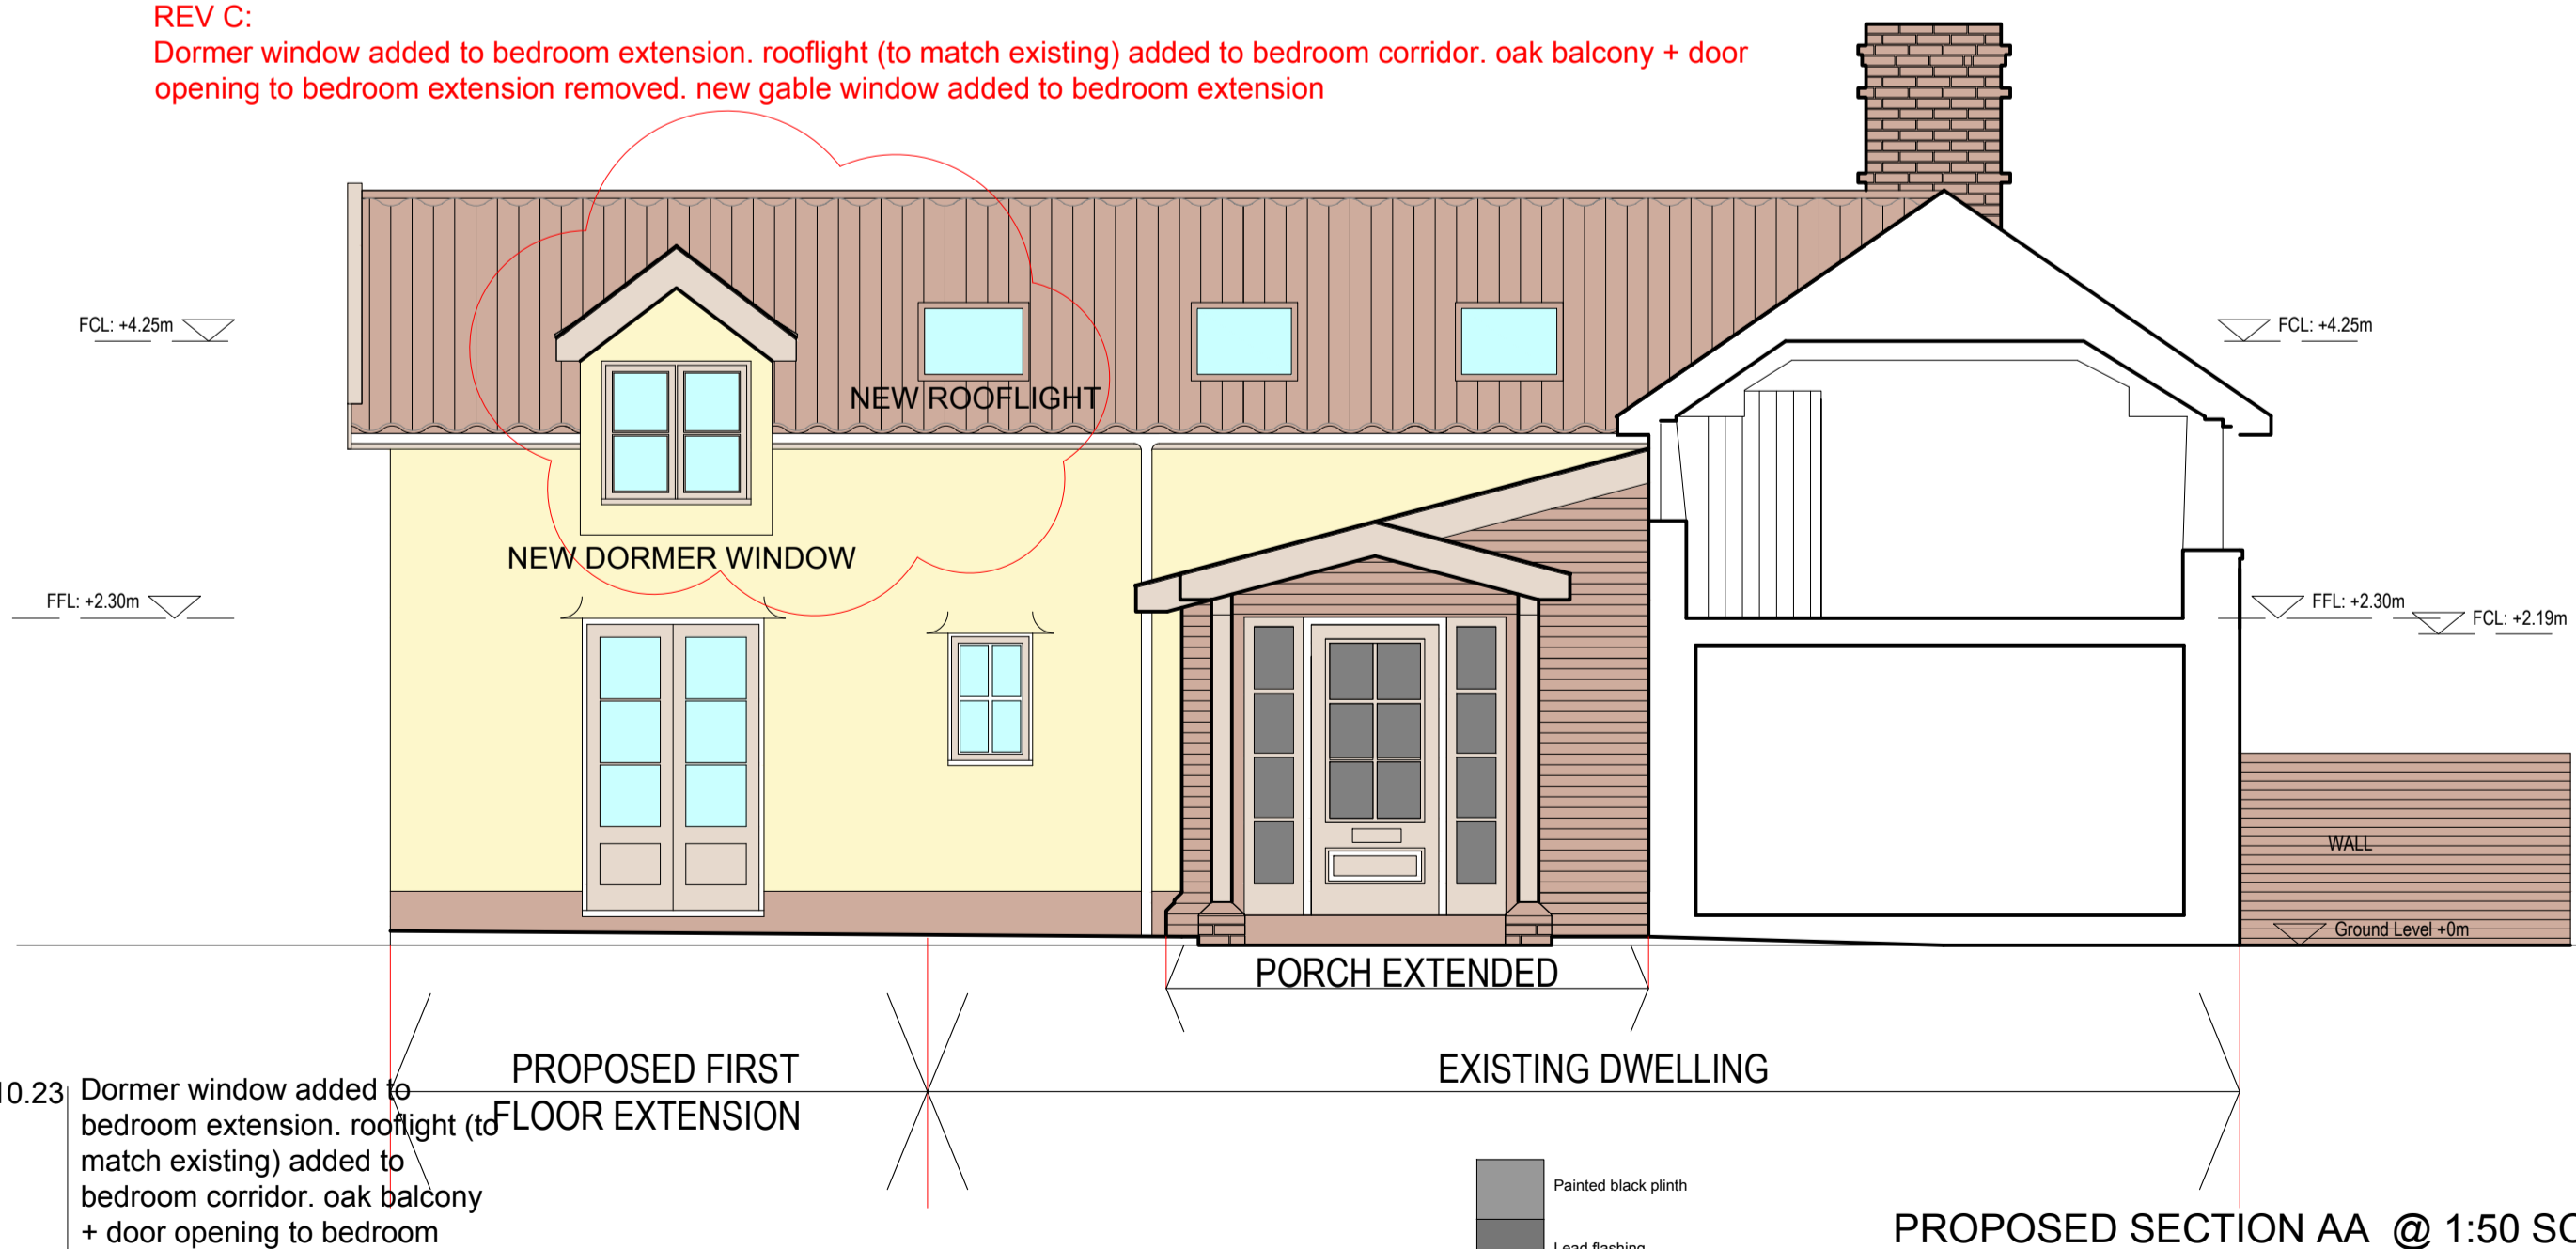 REV C:
Dormer window added to bedroom extension. rooflight (to match existing) added to bedroom corridor. oak balcony + door
opening to bedroom extension removed. new gable window added to bedroom extension
FCL: +4.25m
FCL: +4.25m
NEW ROOFLIGHT
NEW DORMER WINDOW
FFL: +2.30m
FFL: +2.30m
FCL: +2.19m
WALL
Ground Level +0m
PORCH EXTENDED
PROPOSED FIRST
FLOOR EXTENSION
EXISTING DWELLING
10.23
Dormer window added to
bedroom extension. rooflight (to
match existing) added to
bedroom corridor. oak balcony
+ door opening to bedroom
Painted black plinth
Lead flashing
PROPOSED SECTION AA @ 1:50